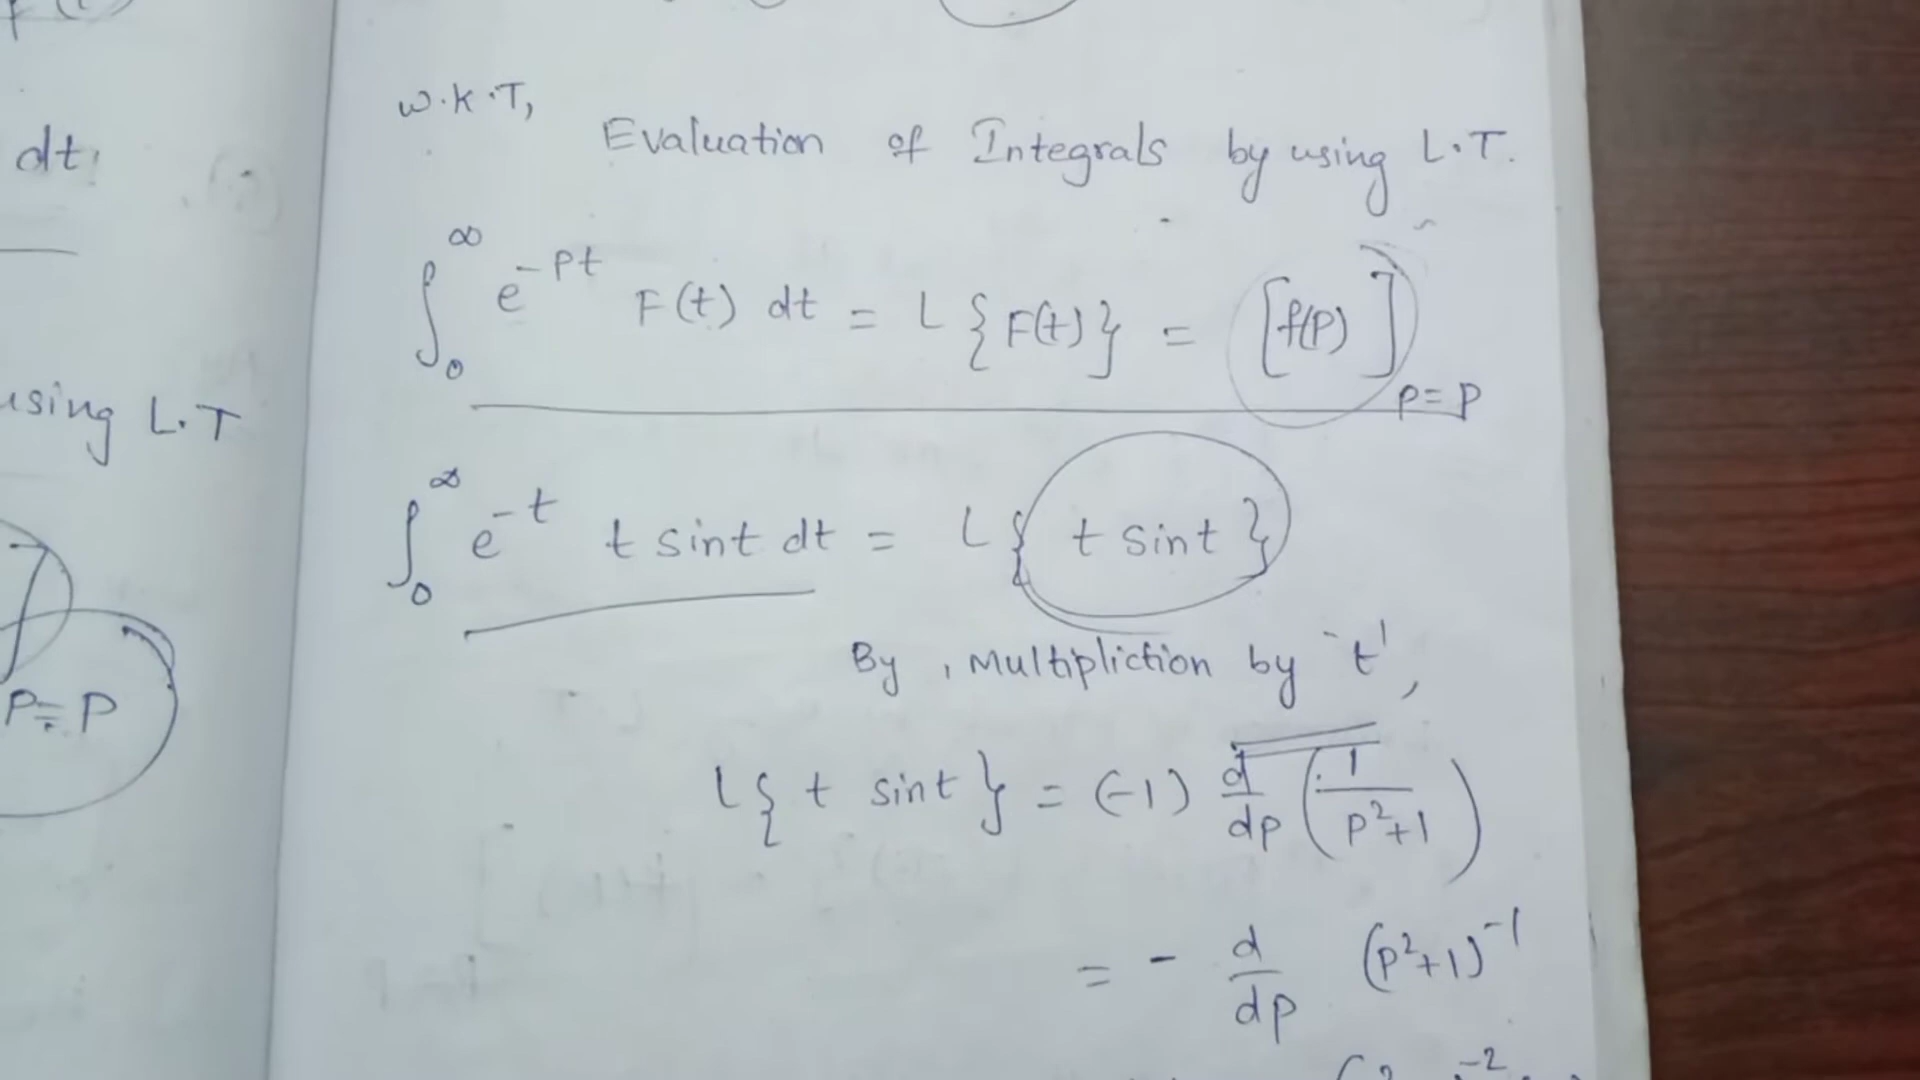 dt
using L.T
P=P
W.K.T,
Evaluation of Integrals by using L.T.
∫₀^∞ e^{-pt} F(t) dt = L{F(t)} = [f(p)]_{p=p}
∫₀^∞ e^{-t} t sint dt = L{t sint}
By, Multipliction by 't',
L{t sint} = (-1) d/dp (1/(p²+1))
= - d/dp (p²+1)^{-1}